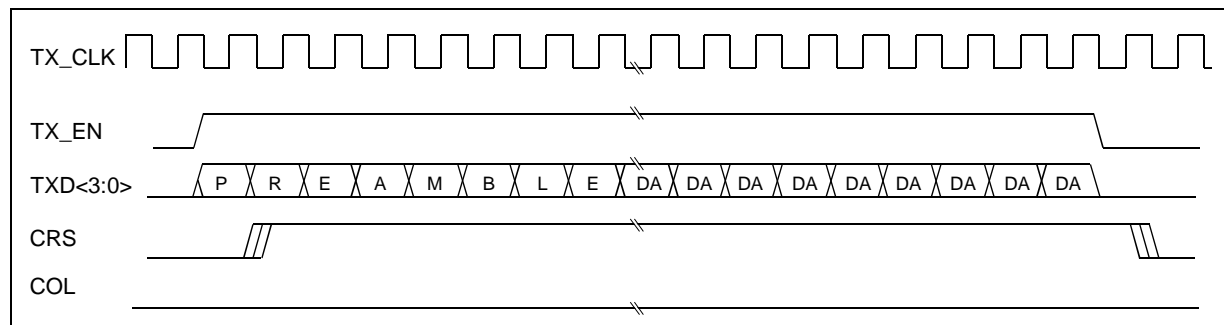 TX_CLK
TX_EN
TXD<3:0> P R E A M B L E DA DA DA DA DA DA DA DA DA
CRS
COL